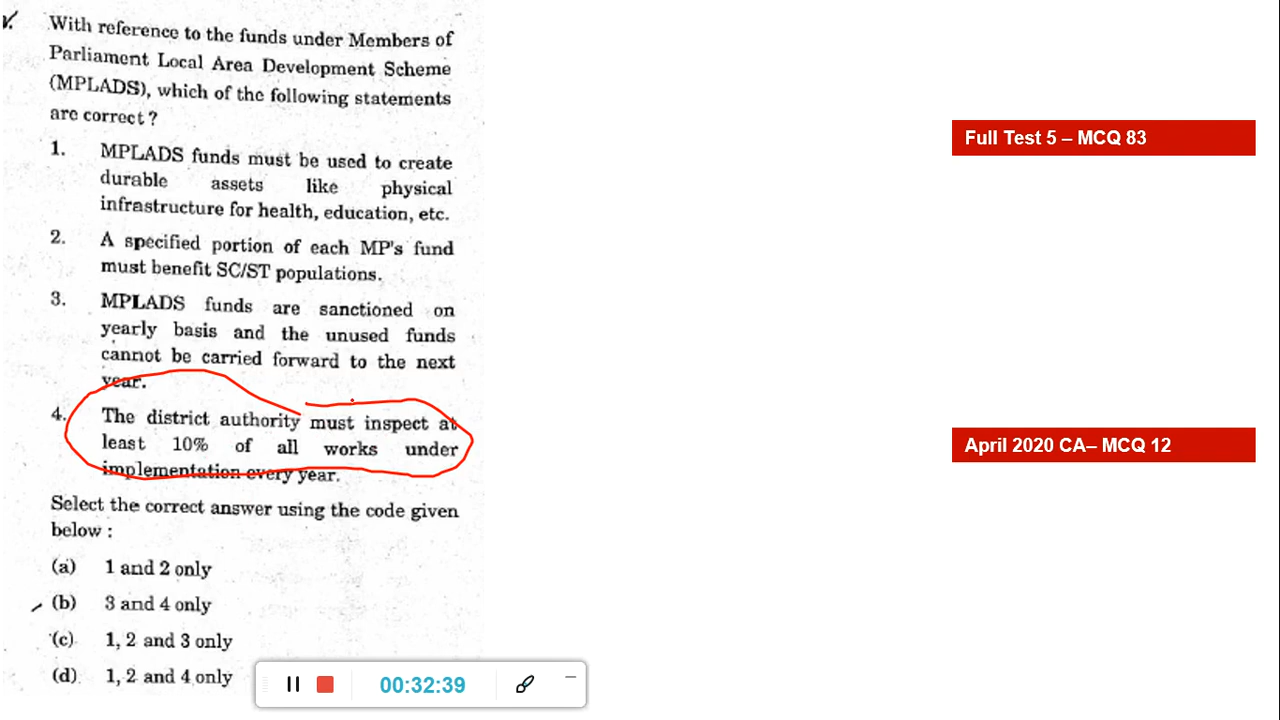 With reference to the funds under Members of
Parliament Local Area Development Scheme
(MPLADS), which of the following statements
are correct ?
1. MPLADS funds must be used to create
durable assets like physical
infrastructure for health, education, etc.
2. A specified portion of each MP's fund
must benefit SC/ST populations.
3. MPLADS funds are sanctioned on
yearly basis and the unused funds
cannot be carried forward to the next
year.
4. The district authority must inspect at
least 10% of all works under
implementation every year.
Select the correct answer using the code given
below :
(a) 1 and 2 only
(b) 3 and 4 only
(c) 1, 2 and 3 only
(d) 1, 2 and 4 only
Full Test 5 – MCQ 83
April 2020 CA– MCQ 12
00:32:39